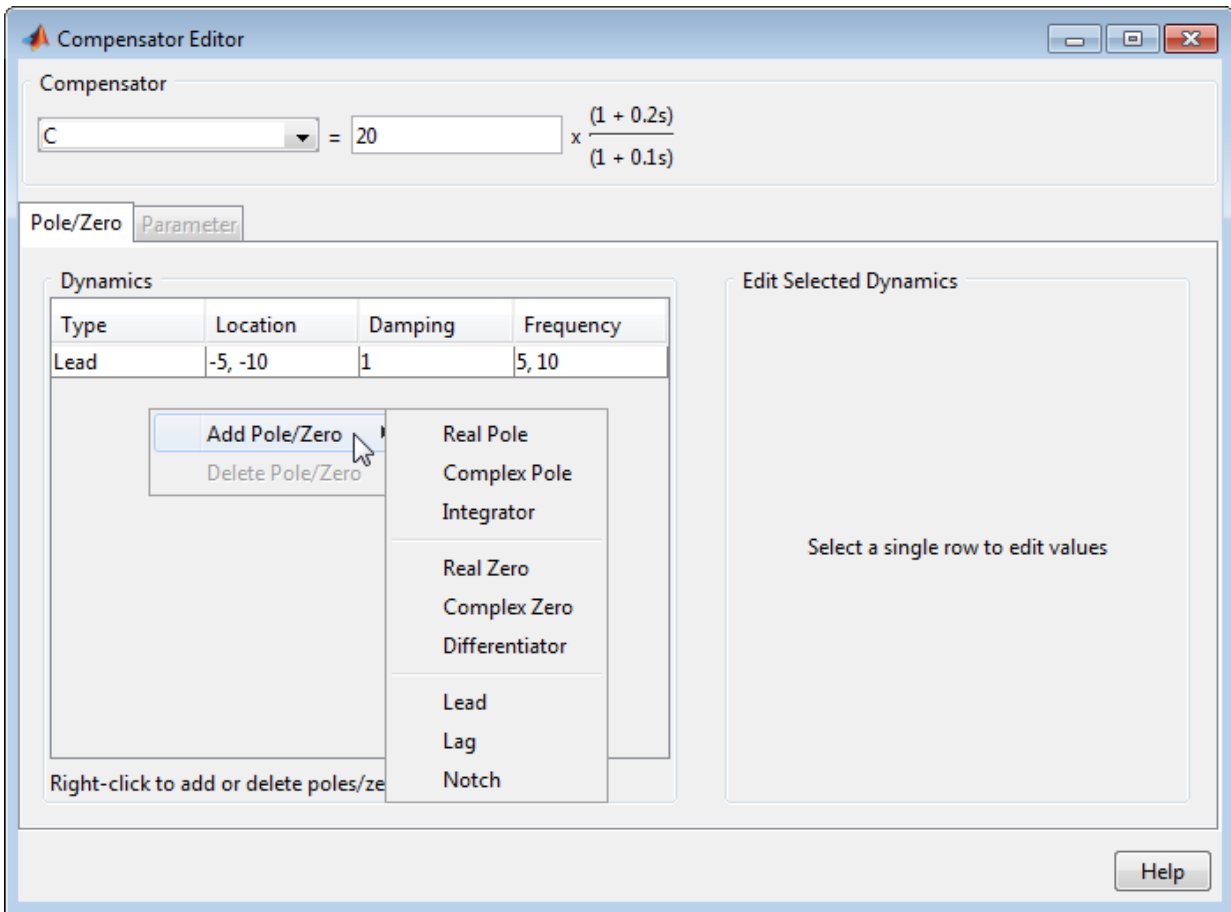 Compensator Editor
Compensator
C = 20 x (1 + 0.2s)
(1 + 0.1s)
Pole/Zero Parameter
Dynamics
Type Location Damping Frequency
Lead -5, -10 1 5, 10
Add Pole/Zero
Delete Pole/Zero
Real Pole
Complex Pole
Integrator
Real Zero
Complex Zero
Differentiator
Lead
Lag
Notch
Right-click to add or delete poles/ze
Edit Selected Dynamics
Select a single row to edit values
Help